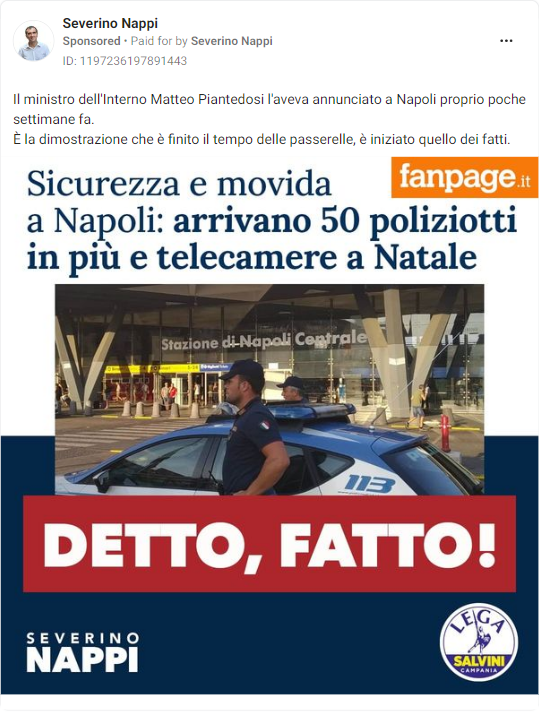 Severino Nappi
Sponsored • Paid for by Severino Nappi
ID: 1197236197891443
Il ministro dell'Interno Matteo Piantedosi l'aveva annunciato a Napoli proprio poche
settimane fa.
È la dimostrazione che è finito il tempo delle passerelle, è iniziato quello dei fatti.
fanpage.it
Sicurezza e movida
a Napoli: arrivano 50 poliziotti
in più e telecamere a Natale
Stazione di Napoli Centrale
113
DETTO, FATTO!
SEVERINO
NAPPI
LEGA
SALVINI
CAMPANIA